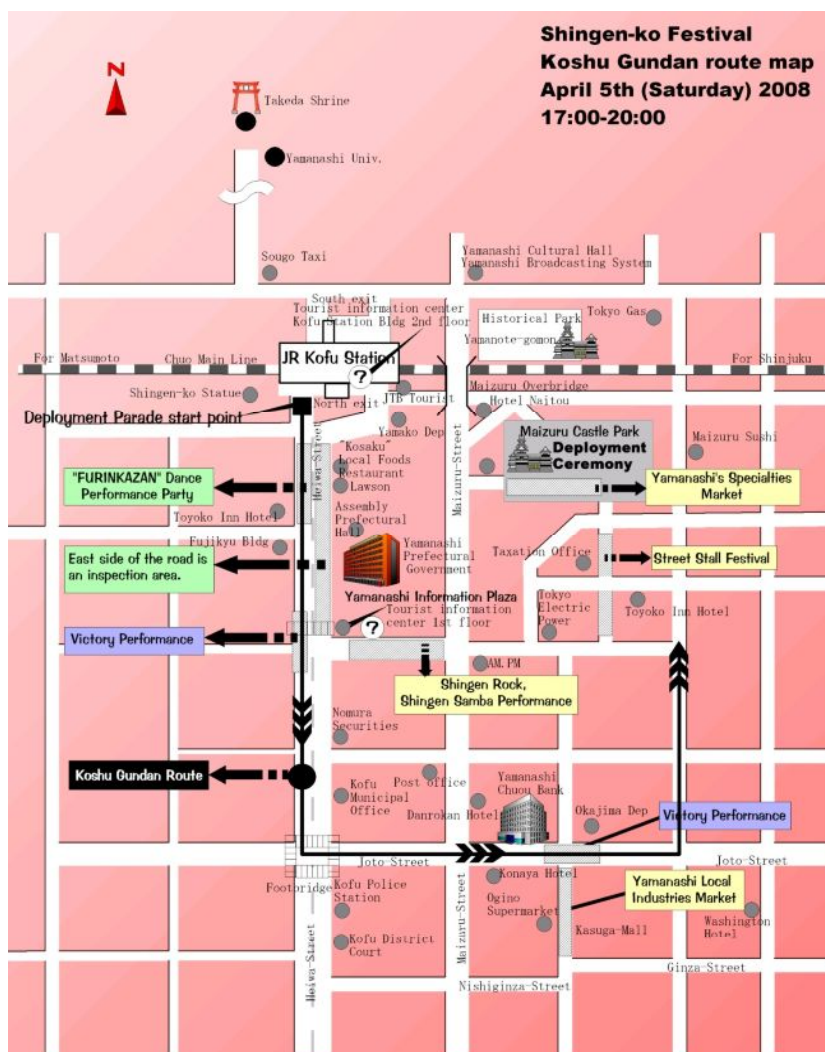 Shingen-ko Festival
Koshu Gundan route map
April 5th (Saturday) 2008
17:00-20:00
N
Takeda Shrine
Yamanashi Univ.
Sougo Taxi
Yamanashi Cultural Hall
Yamanashi Broadcasting System
South exit
Tourist information center
Kofu Station Bldg 2nd floor
Historical Park
Yamanote-gomon
Tokyo Gas
For Matsumoto
Chuo Main Line
JR Kofu Station
?
For Shinjuku
Shingen-ko Statue
JTB Tourist
Maizuru Overbridge
Hotel Naitou
Deployment Parade start point
North exit
Yamako Dep
Maizuru-Street
Maizuru Castle Park
Deployment
Ceremony
Maizuru Sushi
Heiwa-Street
"Kosaku"
Local Foods
Restaurant
Lawson
"FURINKAZAN" Dance
Performance Party
Yamanashi's Specialties
Market
Toyoko Inn Hotel
Assembly
Prefectural
Hall
Fujikyu Bldg
Yamanashi
Prefectural
Government
Taxation Office
Street Stall Festival
East side of the road is
an inspection area.
Yamanashi Information Plaza
Tourist information
center 1st floor
?
Tokyo
Electric
Power
Toyoko Inn Hotel
Victory Performance
AM.PM
Shingen Rock,
Shingen Samba Performance
Nomura
Securities
Koshu Gundan Route
Post office
Yamanashi
Chuou Bank
Kofu
Municipal
Office
Danrokan Hotel
Okajima Dep
Victory Performance
Joto-Street
Joto-Street
Footbridge
Kofu Police
Station
Konaya Hotel
Ogino
Supermarket
Yamanashi Local
Industries Market
Maizuru-Street
Kofu District
Court
Kasuga-Mall
Washington
Hotel
Heiwa-Street
Ginza-Street
Nishiginza-Street